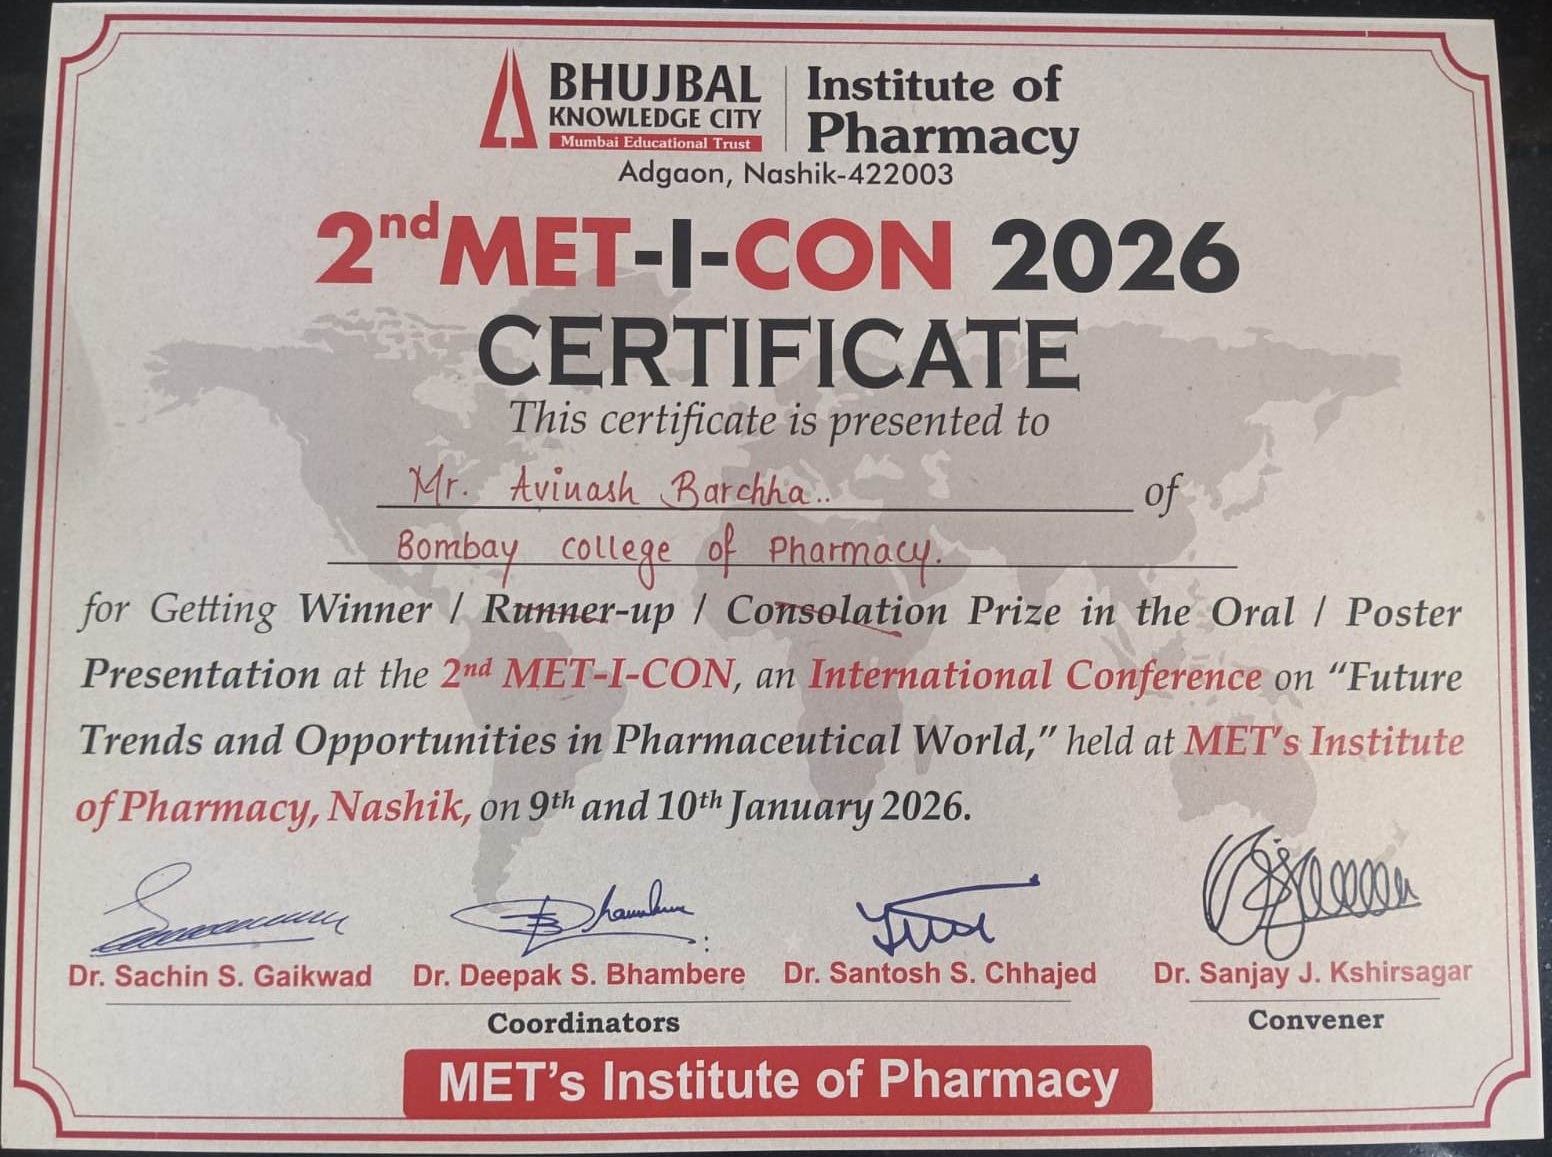 BHUJBAL
KNOWLEDGE CITY
Mumbai Educational Trust
Institute of
Pharmacy
Adgaon, Nashik-422003
2nd MET-I-CON 2026
CERTIFICATE
This certificate is presented to
Mr. Avinash Barchha.. of
Bombay college of Pharmacy.
for Getting Winner / Runner-up / Consolation Prize in the Oral / Poster
Presentation at the 2nd MET-I-CON, an International Conference on “Future
Trends and Opportunities in Pharmaceutical World,” held at MET's Institute
of Pharmacy, Nashik, on 9th and 10th January 2026.
Dr. Sachin S. Gaikwad Dr. Deepak S. Bhambere Dr. Santosh S. Chhajed Dr. Sanjay J. Kshirsagar
Coordinators Convener
MET’s Institute of Pharmacy